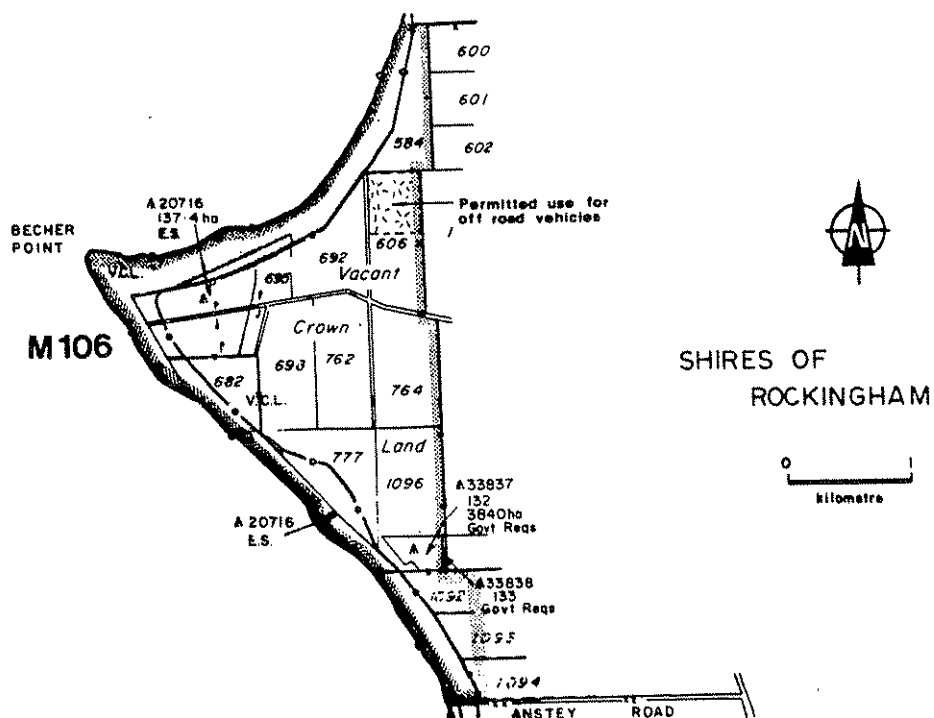 600
601
602
584
A 20716
137·4 ha
E.S.
Permitted use for
off road vehicles
BECHER
POINT
606
692
Vacant
V.C.L.
N
A
Crown
M 106
693
762
SHIRES OF
ROCKINGHAM
682
764
V.C.L.
Land
777
1096
0 1
kilometre
A 33837
132
3840ha
Govt Reqs
A 20716
E.S.
A
A 33838
133
Govt Reqs
1092
1093
1094
ANSTEY ROAD